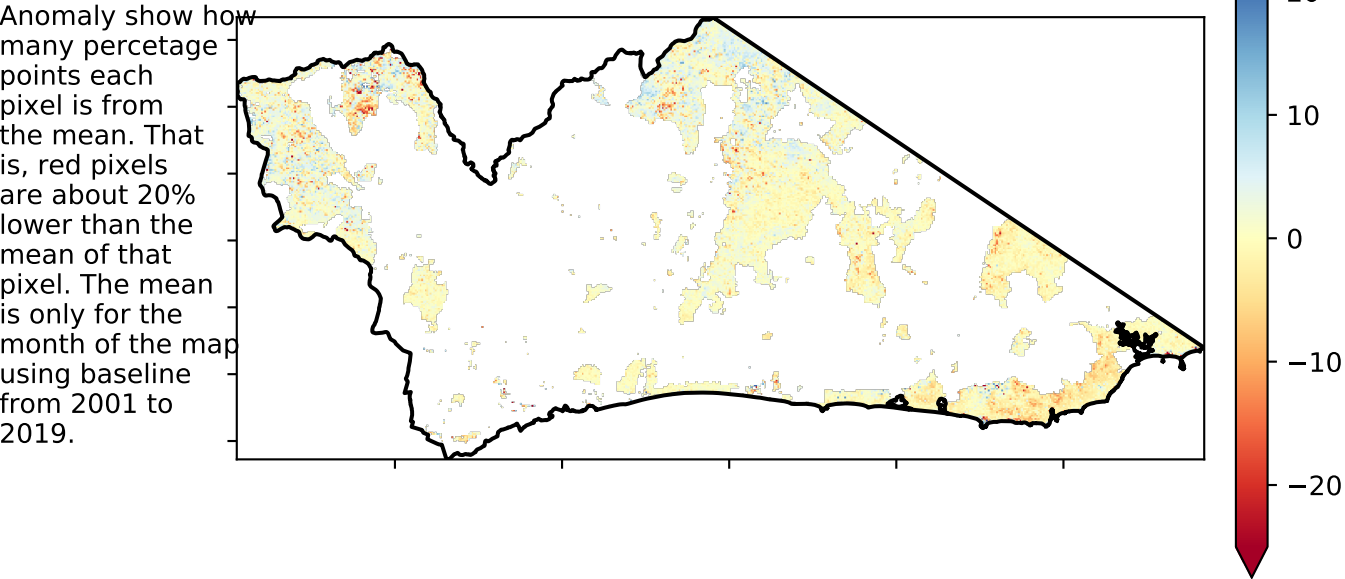 Anomaly show how
many percetage
points each
pixel is from
the mean. That
is, red pixels
are about 20%
lower than the
mean of that
pixel. The mean
is only for the
month of the map
using baseline
from 2001 to
2019.
10
0
−10
−20